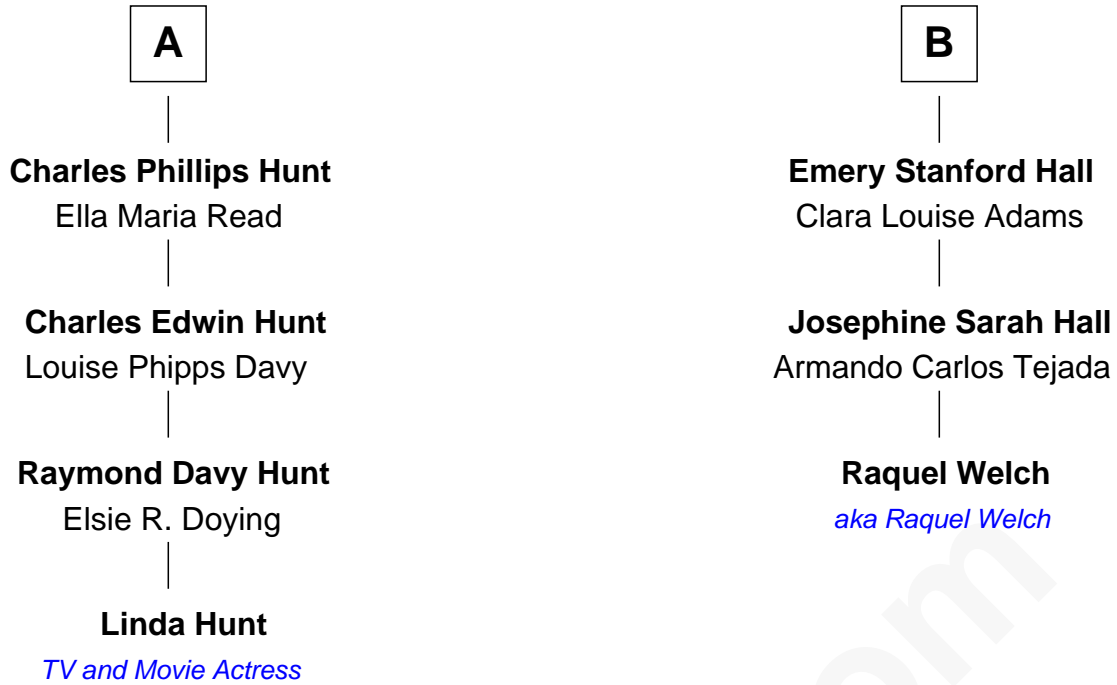 A
Charles Phillips Hunt
Ella Maria Read
Charles Edwin Hunt
Louise Phipps Davy
Raymond Davy Hunt
Elsie R. Doying
Linda Hunt
TV and Movie Actress
B
Emery Stanford Hall
Clara Louise Adams
Josephine Sarah Hall
Armando Carlos Tejada
Raquel Welch
aka Raquel Welch
om